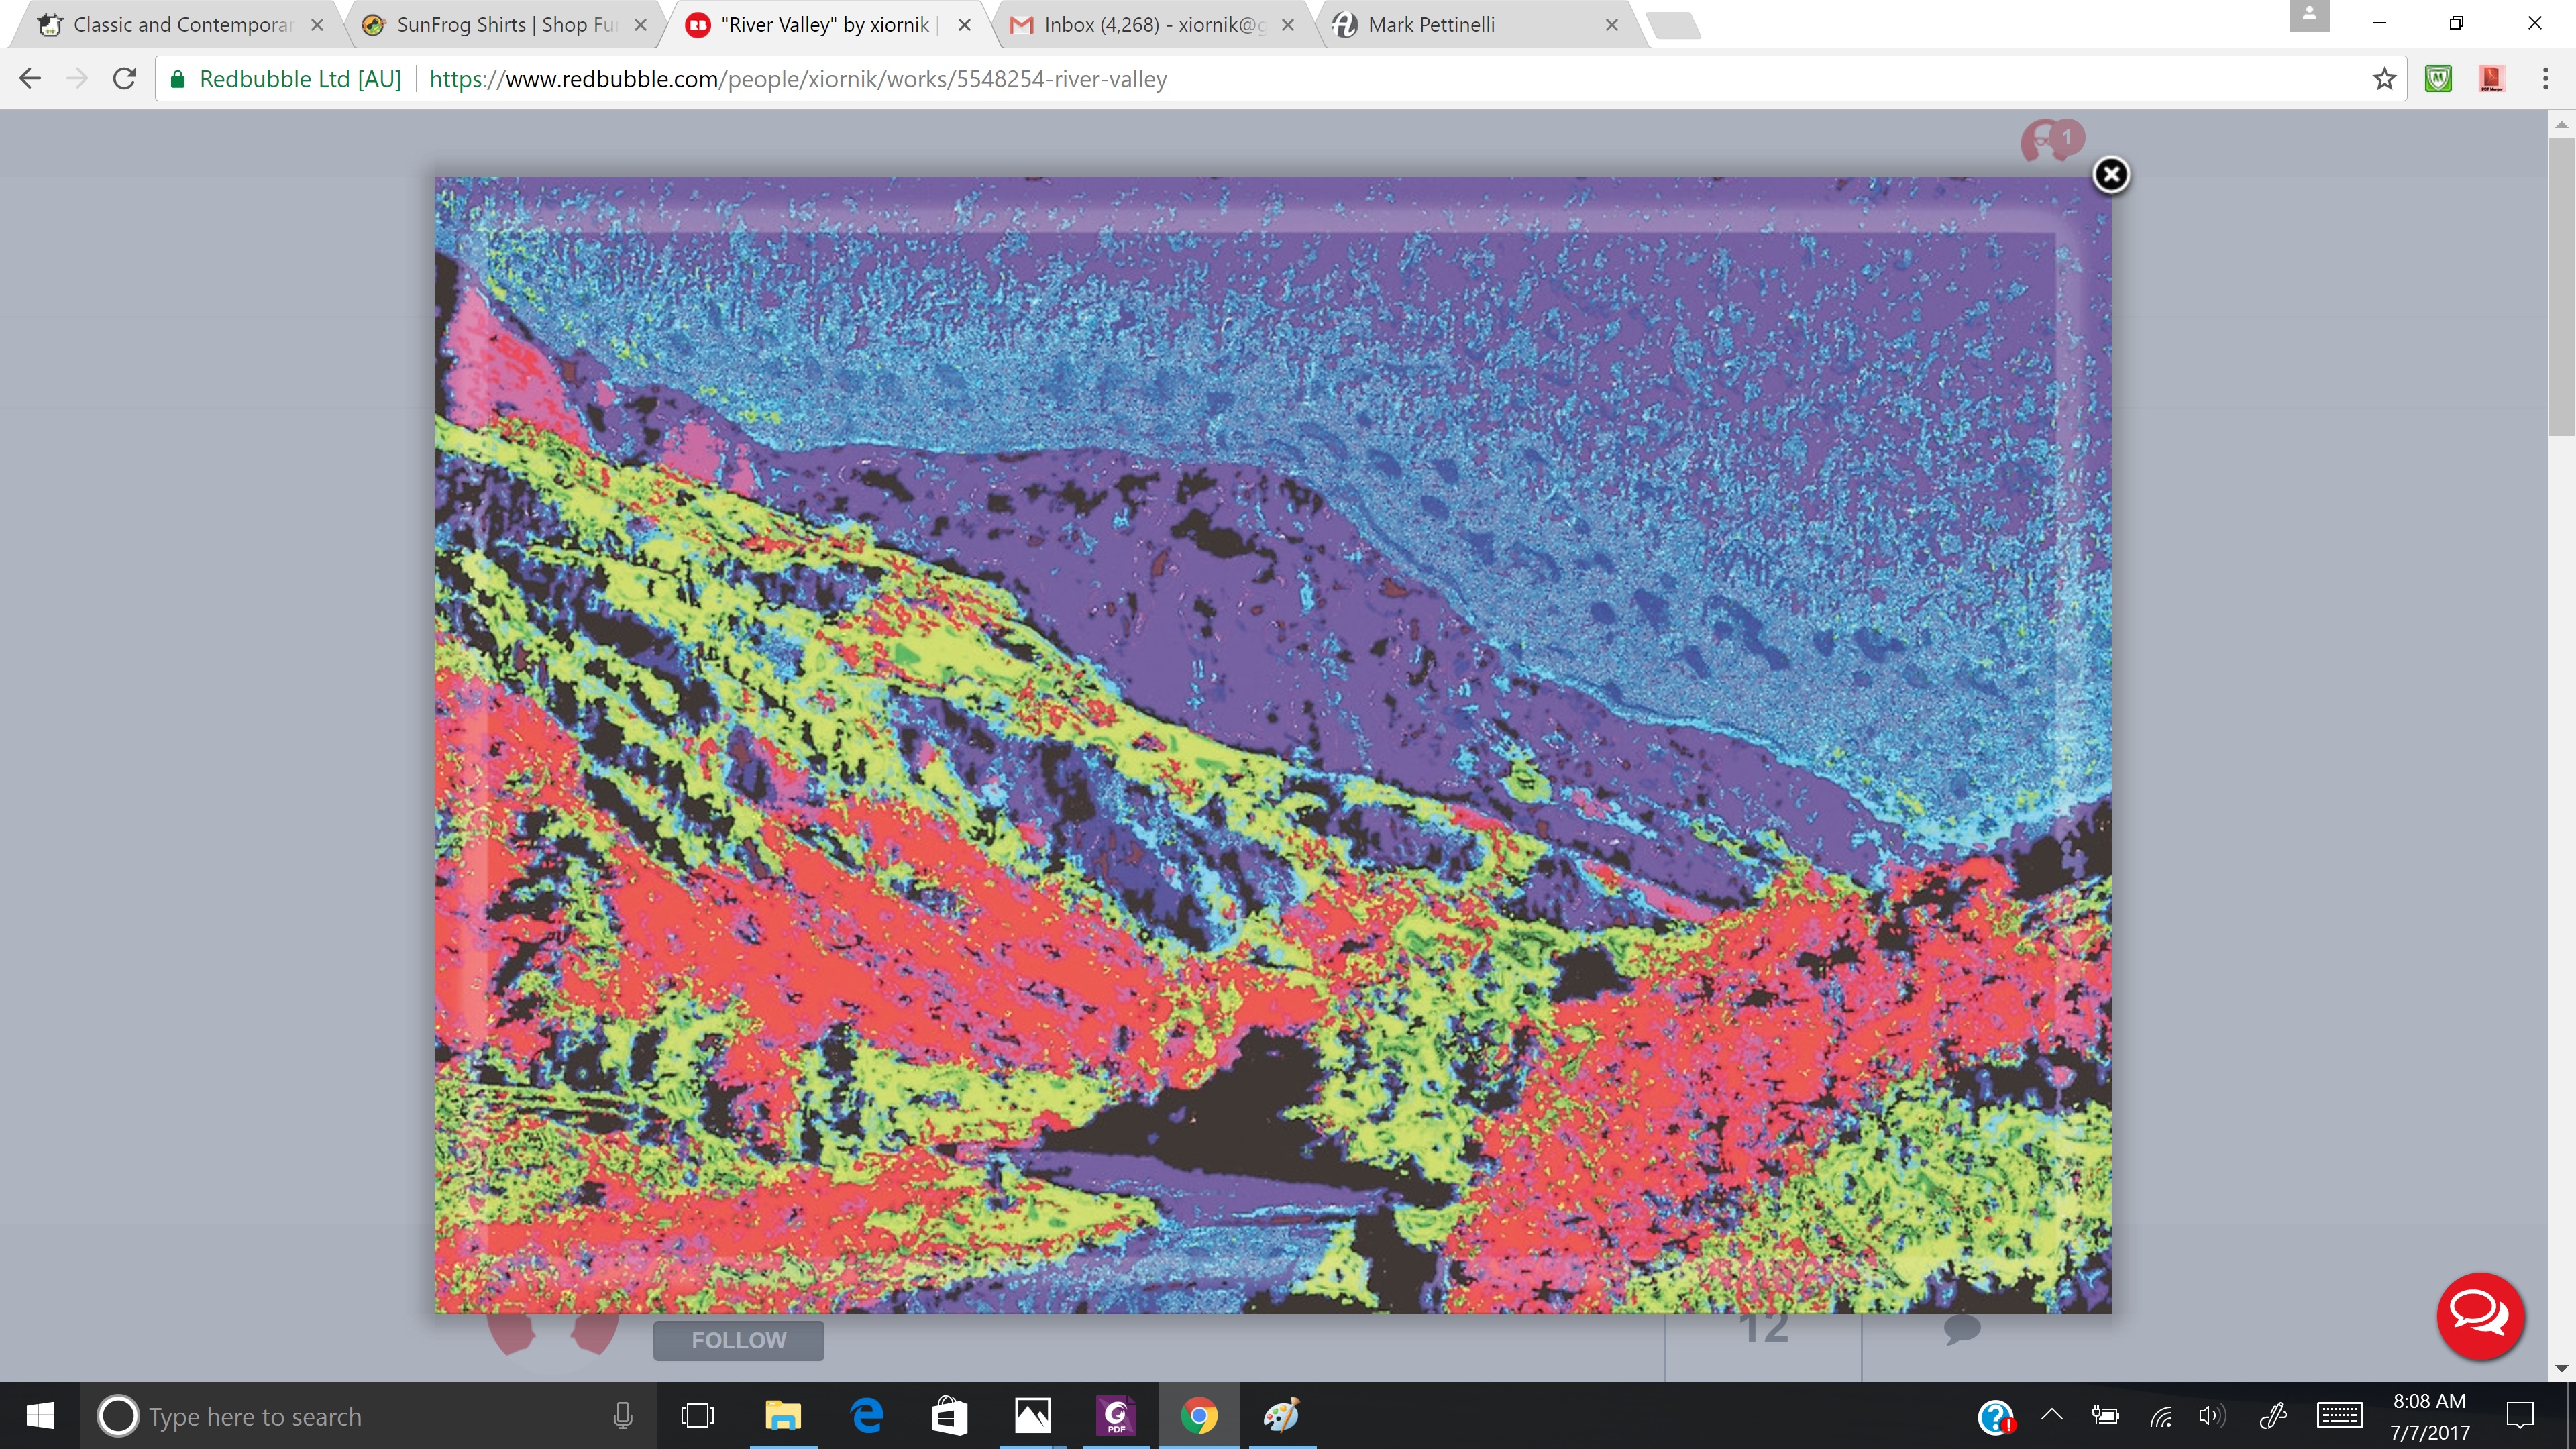 Classic and Contemporar
SunFrog Shirts | Shop Fu
"River Valley" by xiornik |
Inbox (4,268) - xiornik@g
Mark Pettinelli
Redbubble Ltd [AU]
https://www.redbubble.com/people/xiornik/works/5548254-river-valley
1
FOLLOW
12
Type here to search
PDF
8:08 AM
7/7/2017